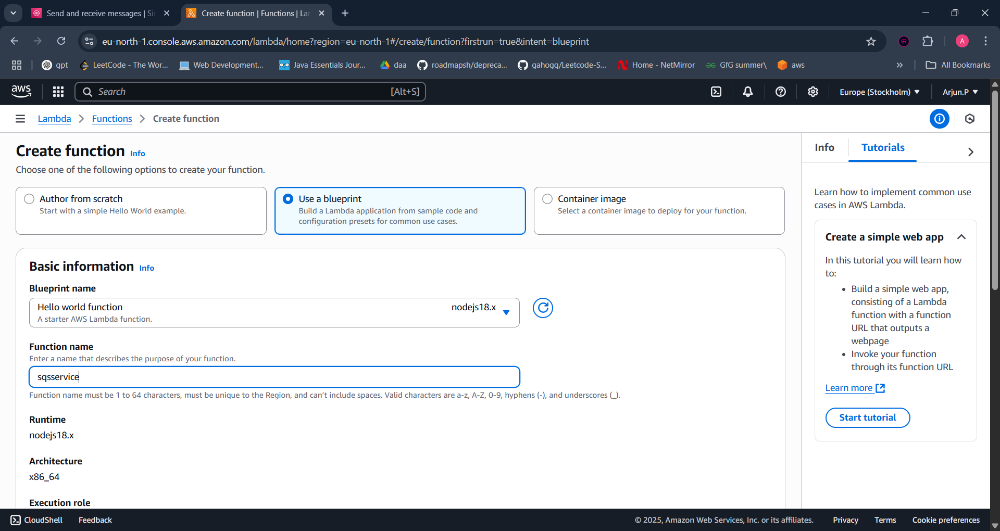 Send and receive messages | Si
Create function | Functions | La
eu-north-1.console.aws.amazon.com/lambda/home?region=eu-north-1#/create/function?firstrun=true&intent=blueprint
A
gpt
LeetCode - The Wor...
Web Development...
Java Essentials Jour...
daa
roadmapsh/depreca...
gahogg/Leetcode-S...
Home - NetMirror
GfG summer\
aws
All Bookmarks
aws
Search
[Alt+S]
Europe (Stockholm)
Arjun.P
Lambda
Functions
Create function
Create function Info
Choose one of the following options to create your function.
Author from scratch
Start with a simple Hello World example.
Use a blueprint
Build a Lambda application from sample code and
configuration presets for common use cases.
Container image
Select a container image to deploy for your function.
Basic information Info
Blueprint name
Hello world function
nodejs18.x
A starter AWS Lambda function.
Function name
Enter a name that describes the purpose of your function.
sqsservice
Function name must be 1 to 64 characters, must be unique to the Region, and can't include spaces. Valid characters are a-z, A-Z, 0-9, hyphens (-), and underscores (_).
Runtime
nodejs18.x
Architecture
x86_64
Execution role
Info
Tutorials
Learn how to implement common use
cases in AWS Lambda.
Create a simple web app
In this tutorial you will learn how
to:
• Build a simple web app,
consisting of a Lambda
function with a function
URL that outputs a
webpage
• Invoke your function
through its function URL
Learn more
Start tutorial
CloudShell
Feedback
© 2025, Amazon Web Services, Inc. or its affiliates.
Privacy
Terms
Cookie preferences